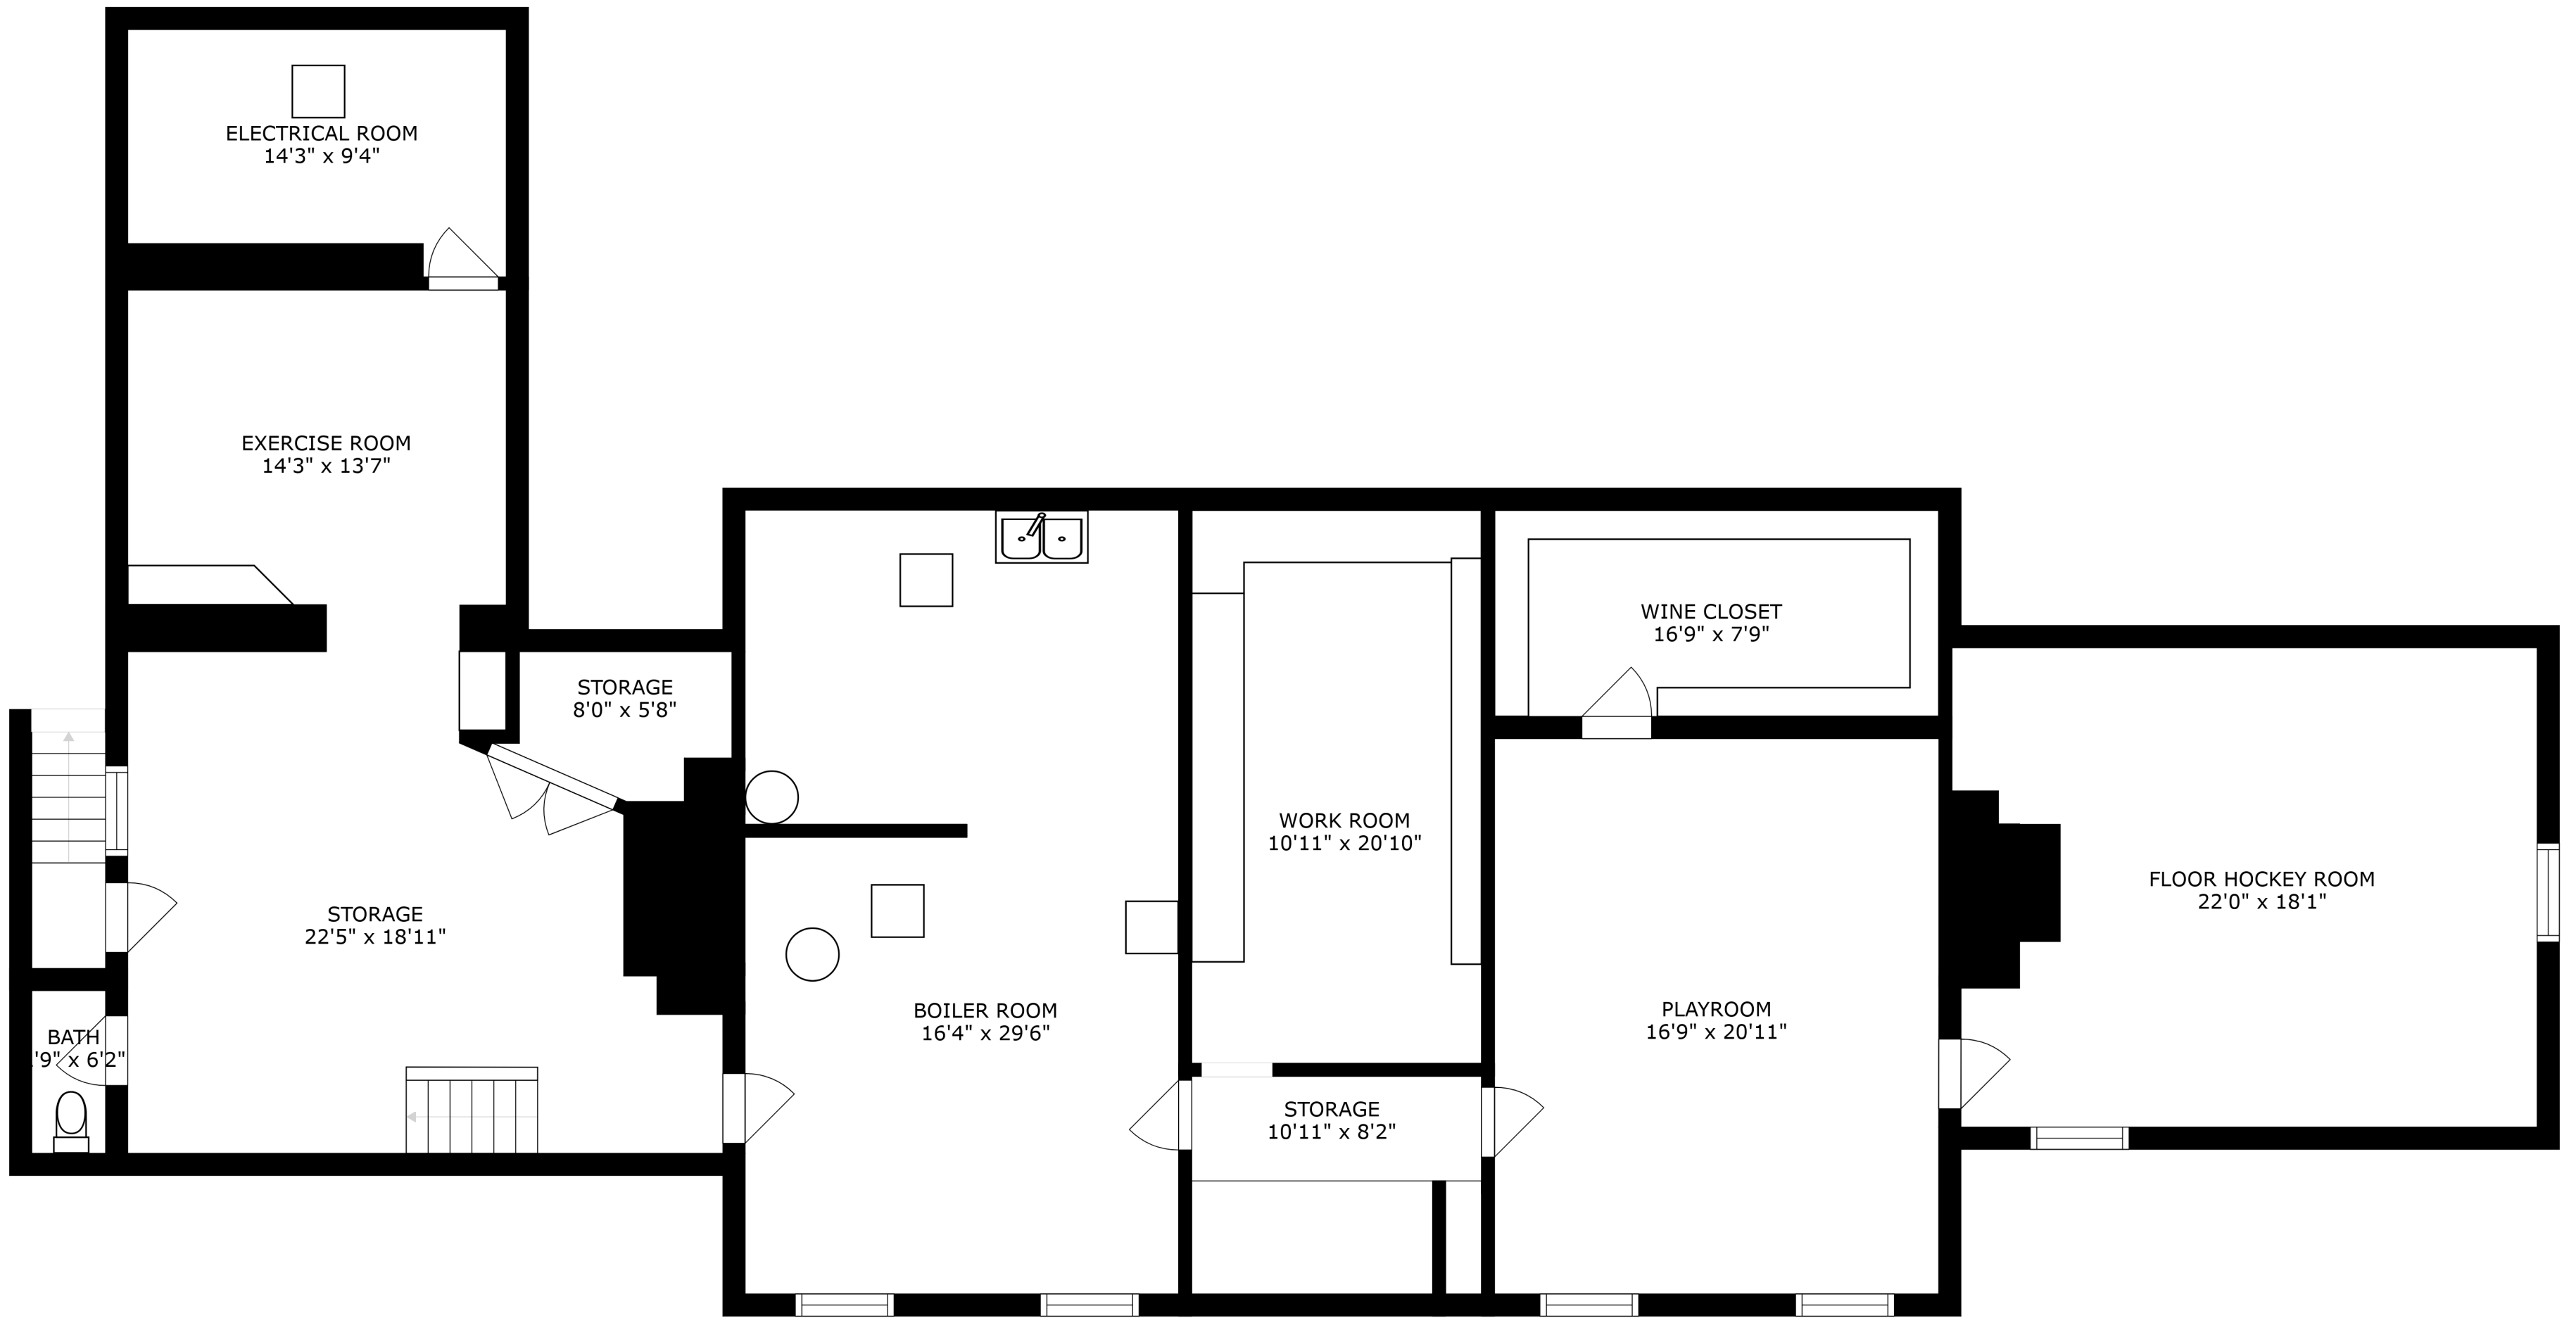 ELECTRICAL ROOM
14'3" x 9'4"
EXERCISE ROOM
14'3" x 13'7"
STORAGE
8'0" x 5'8"
WINE CLOSET
16'9" x 7'9"
WORK ROOM
10'11" x 20'10"
FLOOR HOCKEY ROOM
22'0" x 18'1"
STORAGE
22'5" x 18'11"
BOILER ROOM
16'4" x 29'6"
PLAYROOM
16'9" x 20'11"
BATH
'9" x 6'2"
STORAGE
10'11" x 8'2"